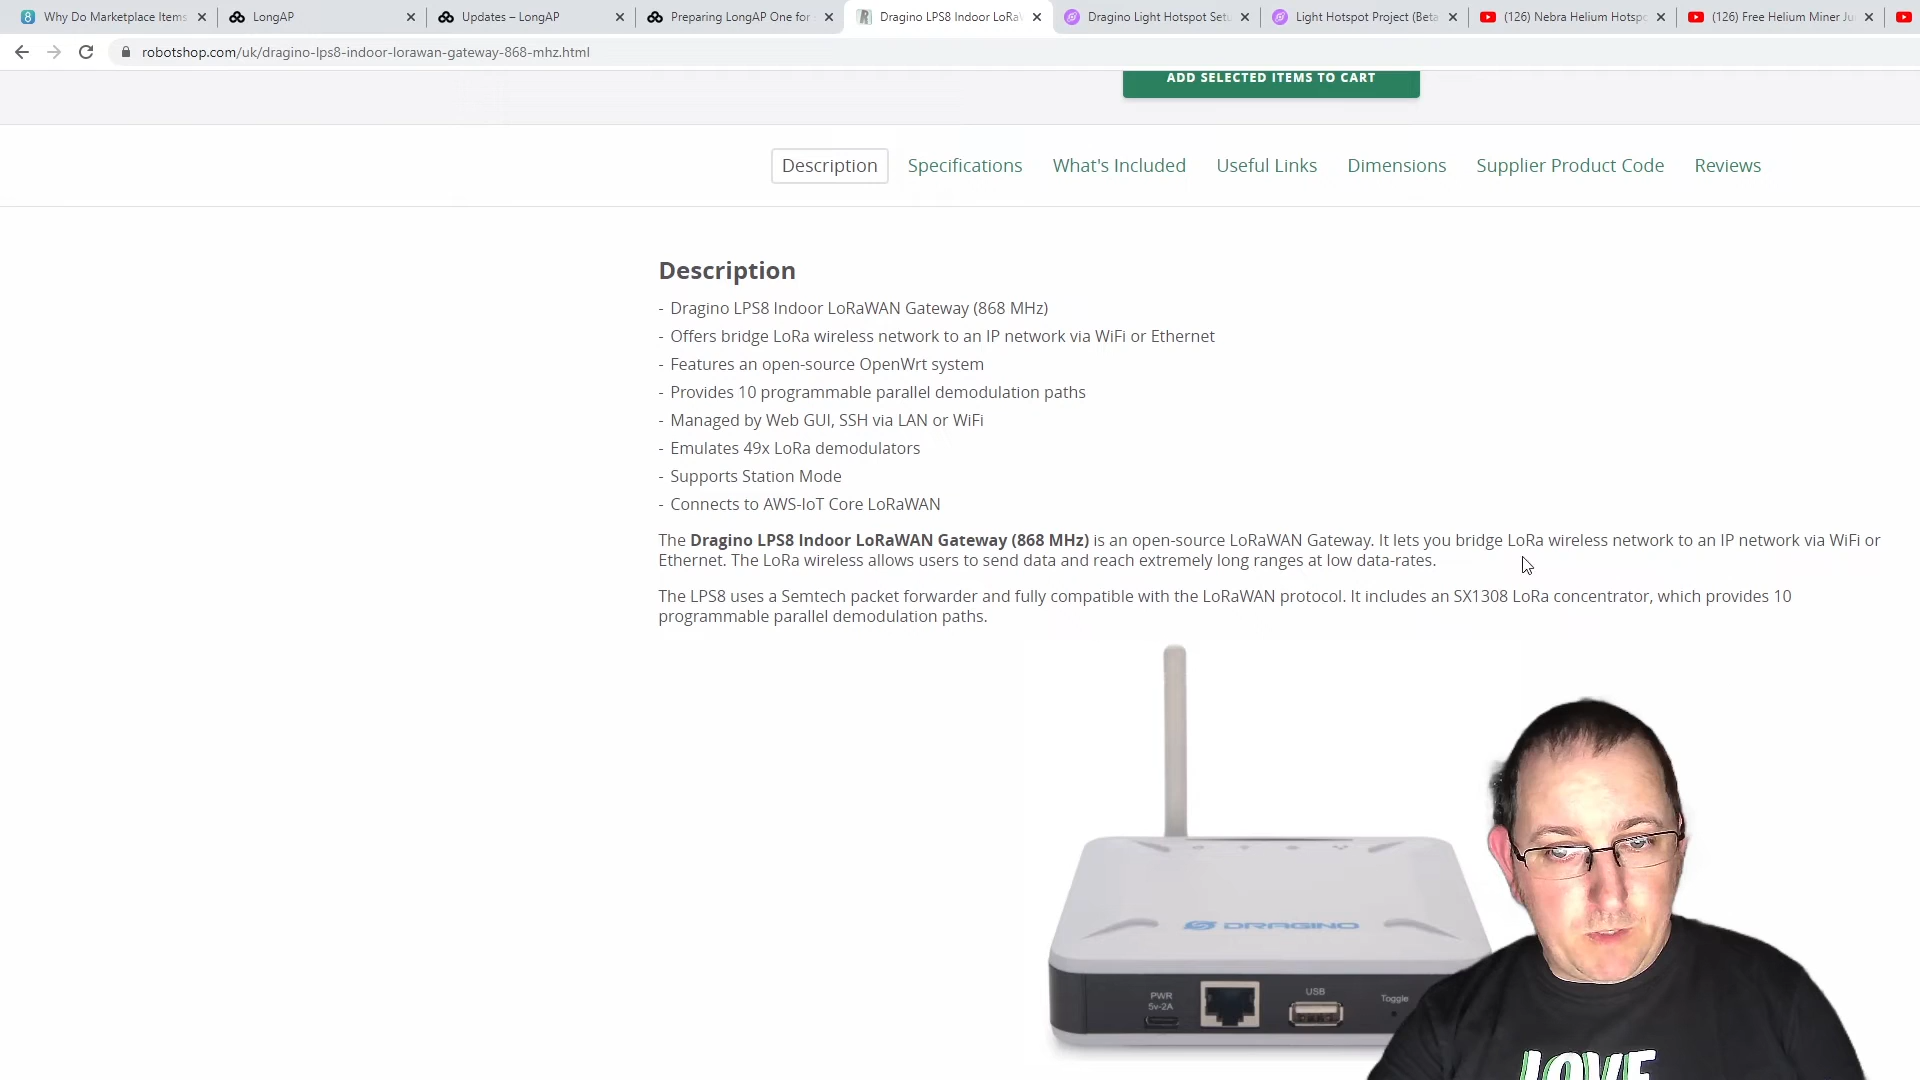 Why Do Marketplace Items
LongAP
Updates – LongAP
Preparing LongAP One for
Dragino LPS8 Indoor LoRaW
Dragino Light Hotspot Setu
Light Hotspot Project (Beta
(126) Nebra Helium Hotspo
(126) Free Helium Miner Ju
robotshop.com/uk/dragino-lps8-indoor-lorawan-gateway-868-mhz.html
ADD SELECTED ITEMS TO CART
Description
Specifications
What's Included
Useful Links
Dimensions
Supplier Product Code
Reviews
Description
- Dragino LPS8 Indoor LoRaWAN Gateway (868 MHz)
- Offers bridge LoRa wireless network to an IP network via WiFi or Ethernet
- Features an open-source OpenWrt system
- Provides 10 programmable parallel demodulation paths
- Managed by Web GUI, SSH via LAN or WiFi
- Emulates 49x LoRa demodulators
- Supports Station Mode
- Connects to AWS-IoT Core LoRaWAN
The Dragino LPS8 Indoor LoRaWAN Gateway (868 MHz) is an open-source LoRaWAN Gateway. It lets you bridge LoRa wireless network to an IP network via WiFi or
Ethernet. The LoRa wireless allows users to send data and reach extremely long ranges at low data-rates.
The LPS8 uses a Semtech packet forwarder and fully compatible with the LoRaWAN protocol. It includes an SX1308 LoRa concentrator, which provides 10
programmable parallel demodulation paths.
DRAGINO
PWR
5v-2A
USB
Toggle
LOVE